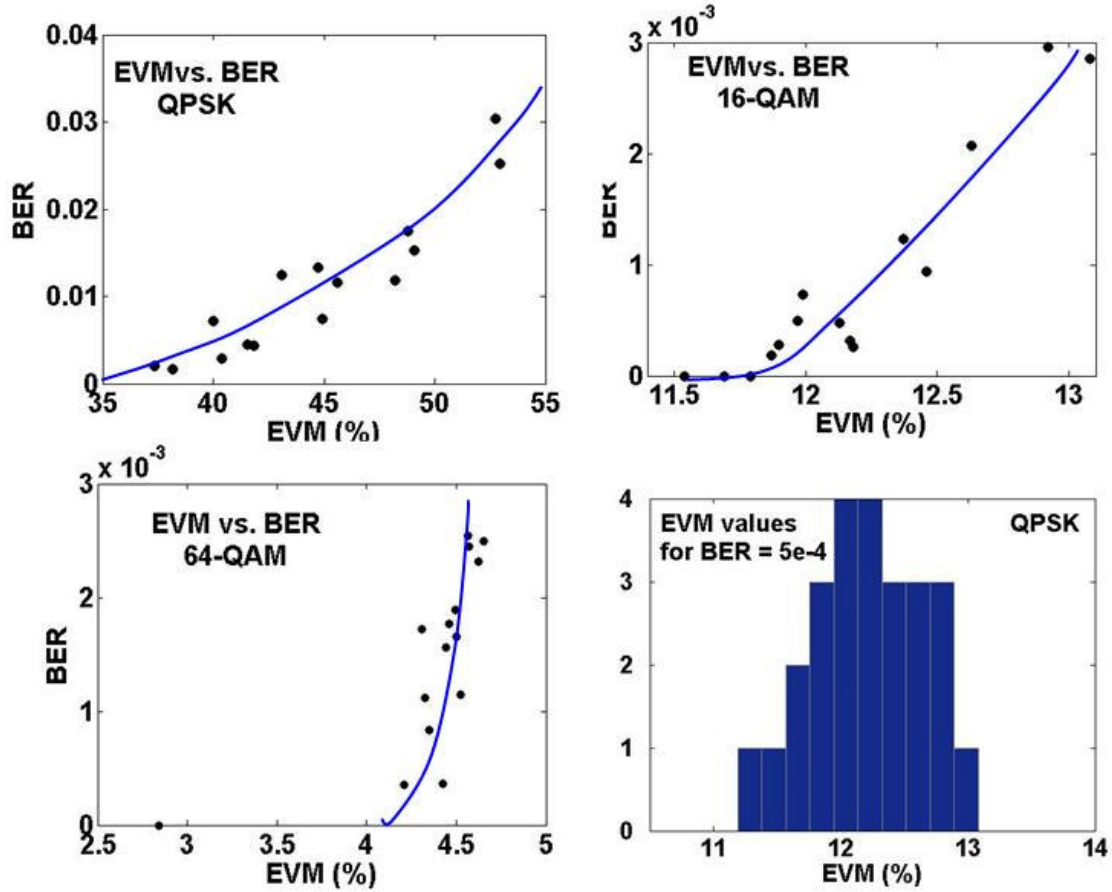 0.04
0.03
0.02
0.01
0
BER
EVMvs. BER
QPSK
35 40 45 50 55
EVM (%)
x 10-3
3
2
1
0
BER
EVMvs. BER
16-QAM
11.5 12 12.5 13
EVM (%)
x 10-3
3
2
1
0
BER
EVM vs. BER
64-QAM
2.5 3 3.5 4 4.5 5
EVM (%)
4
3
2
1
0
EVM values QPSK
for BER = 5e-4
11 12 13 14
EVM (%)